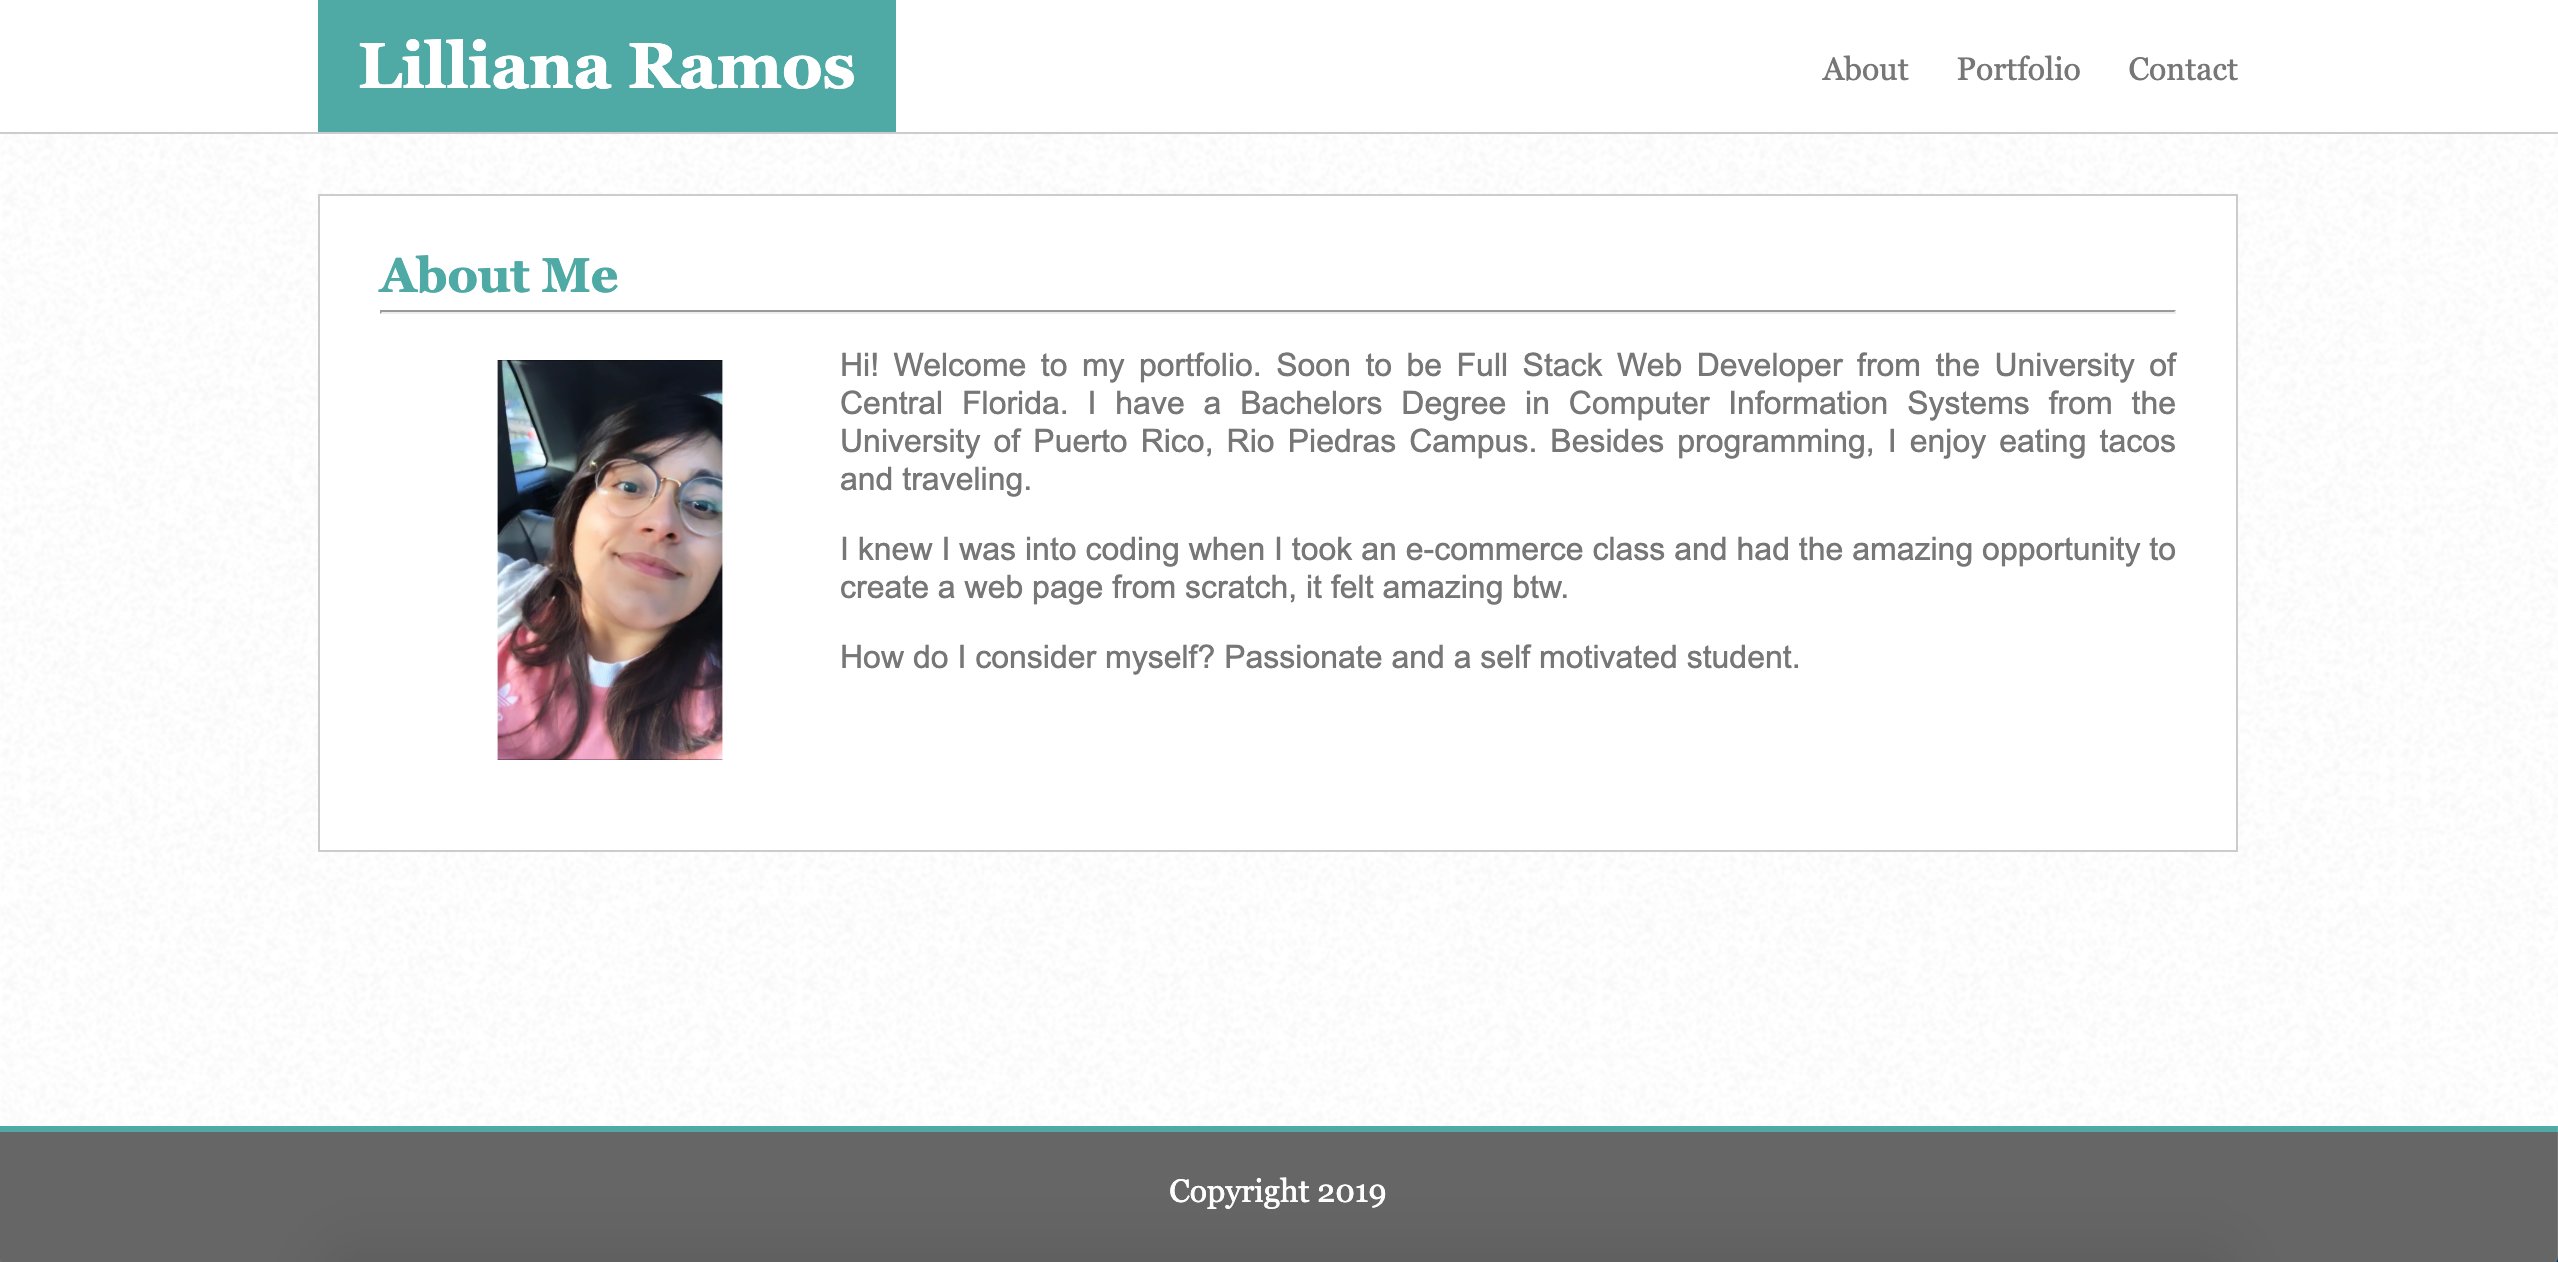 Lilliana Ramos
About Portfolio Contact
About Me
Hi! Welcome to my portfolio. Soon to be Full Stack Web Developer from the University of
Central Florida. I have a Bachelors Degree in Computer Information Systems from the
University of Puerto Rico, Rio Piedras Campus. Besides programming, I enjoy eating tacos
and traveling.
I knew I was into coding when I took an e-commerce class and had the amazing opportunity to
create a web page from scratch, it felt amazing btw.
How do I consider myself? Passionate and a self motivated student.
Copyright 2019